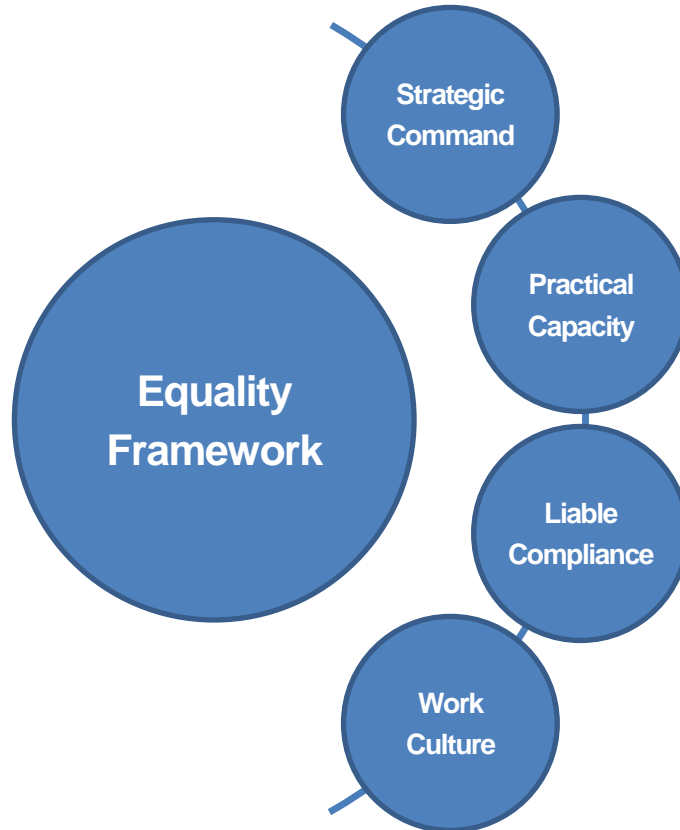 Strategic
Command
Practical
Capacity
Equality
Framework
Liable
Compliance
Work
Culture